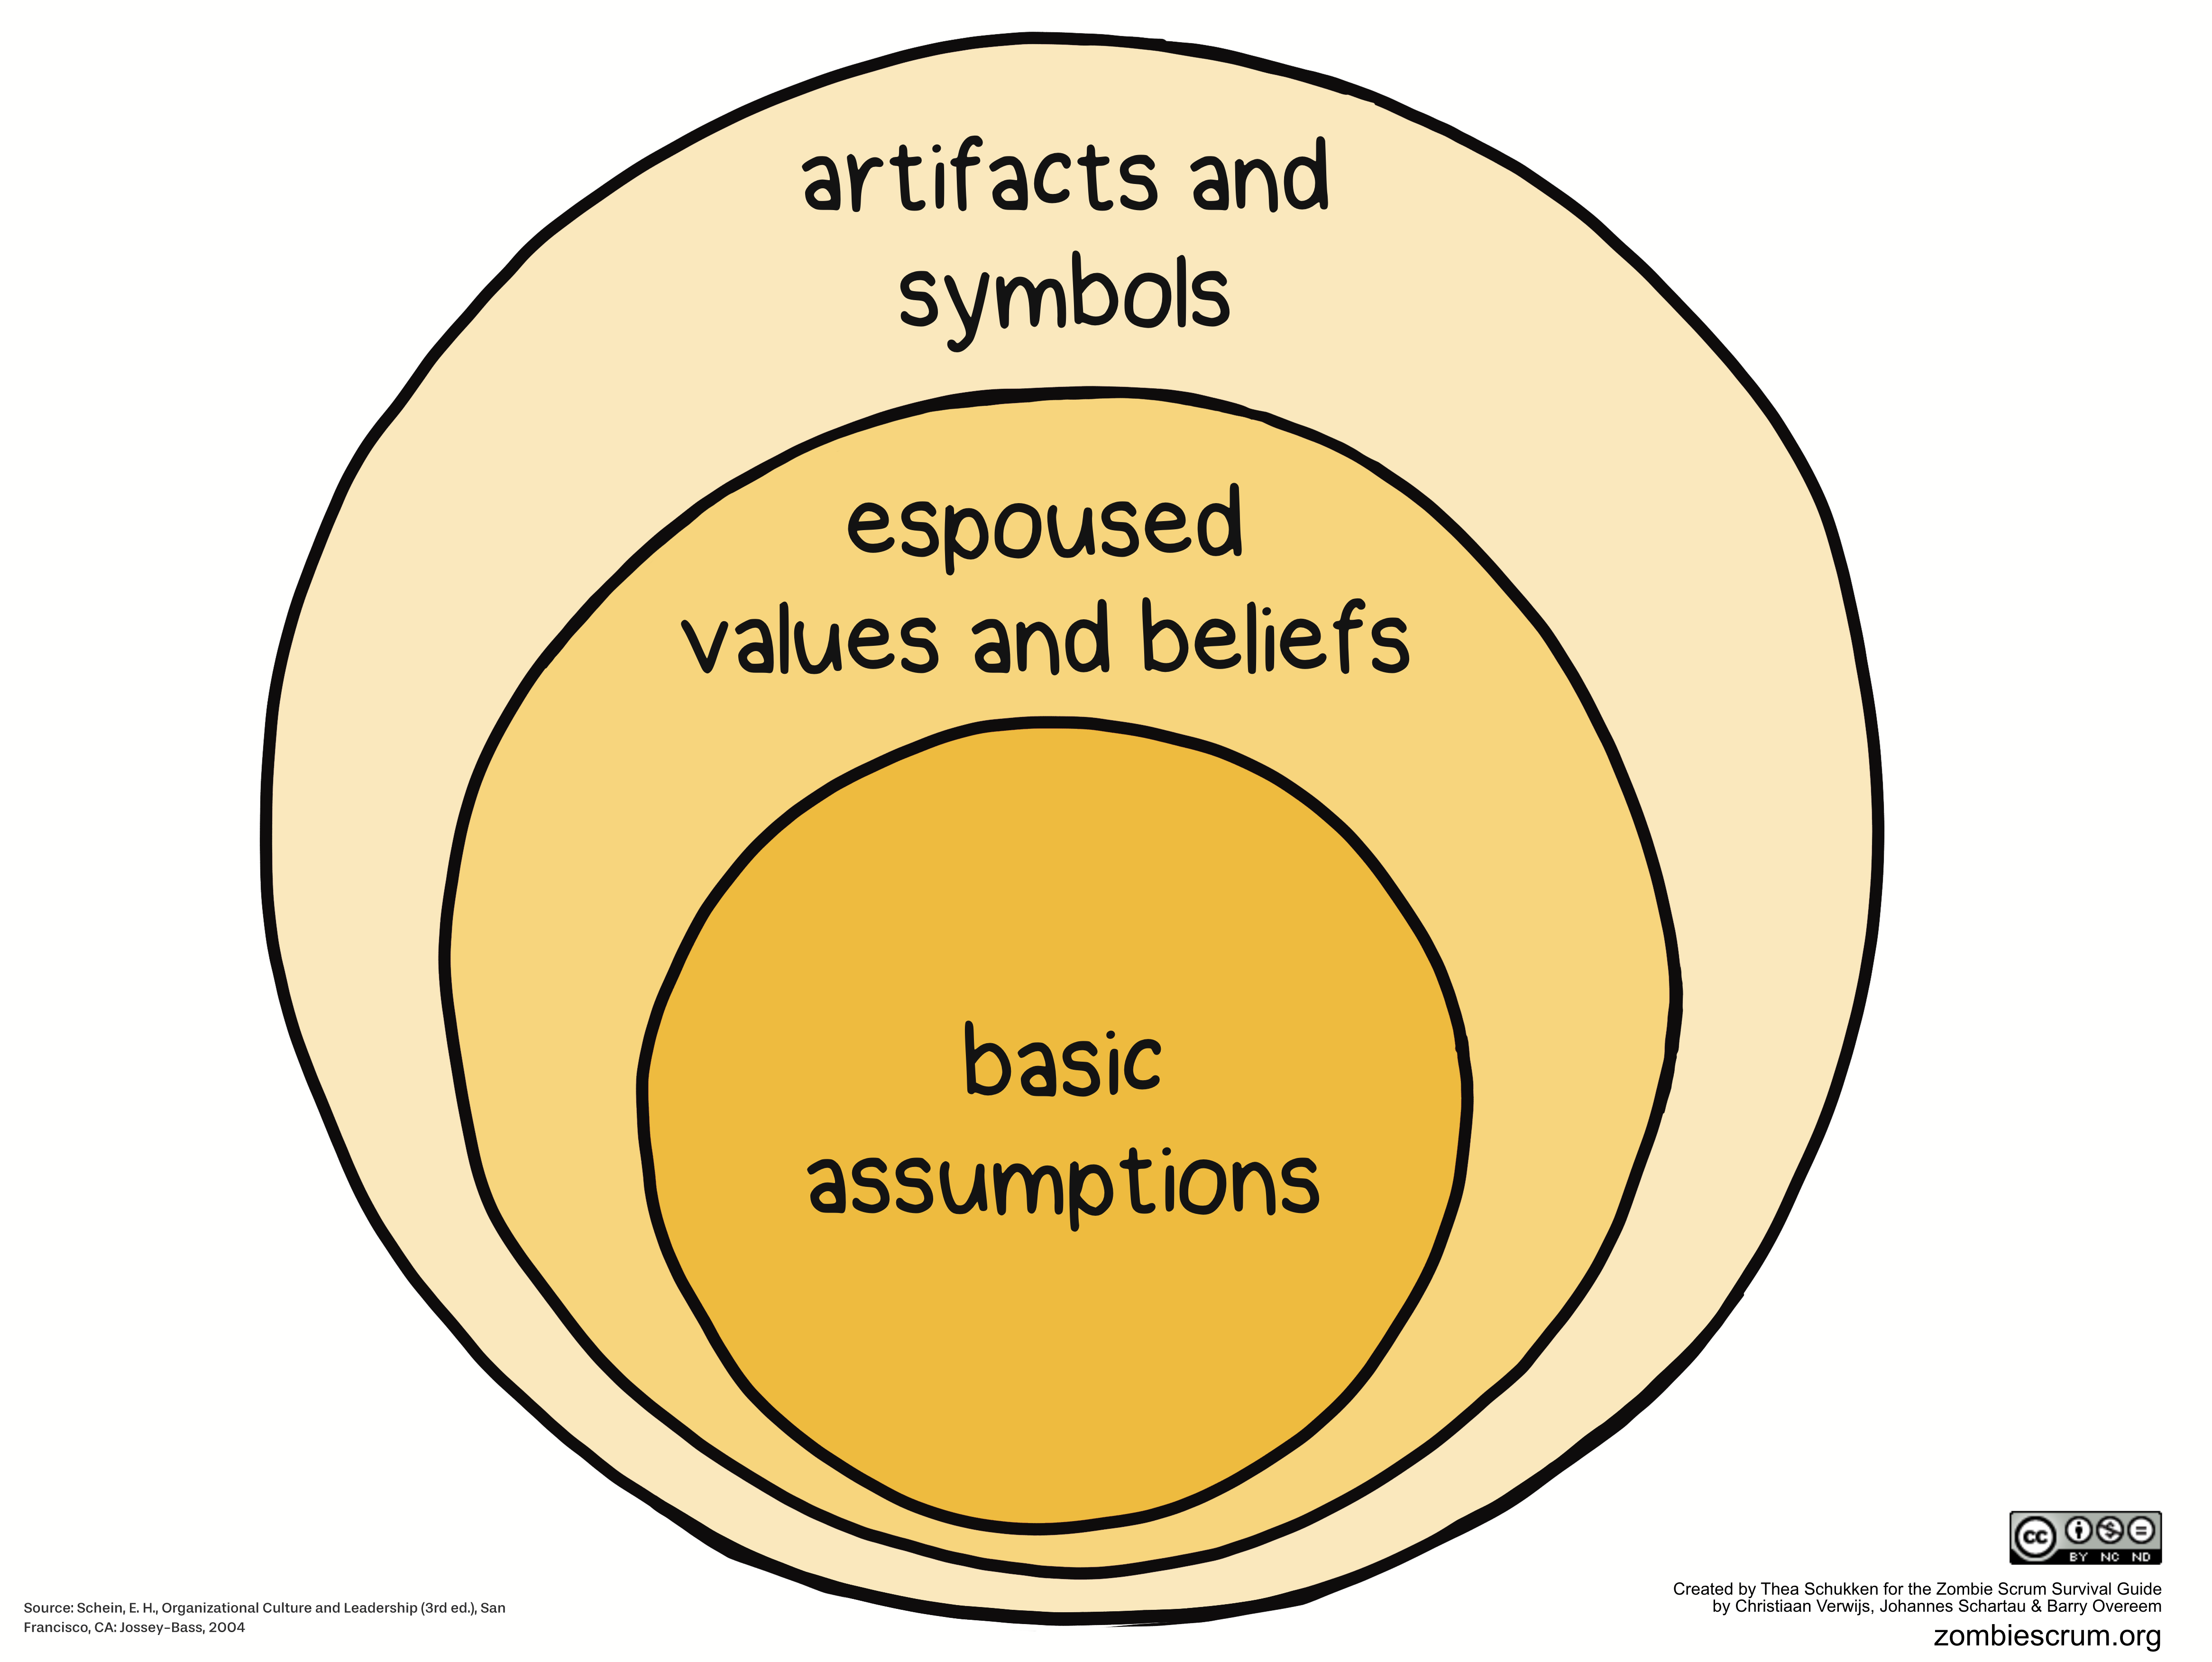 artifacts and
symbols
espoused
values and beliefs
basic
assumptions
Source: Schein, E. H., Organizational Culture and Leadership (3rd ed.), San
Francisco, CA: Jossey-Bass, 2004
cc
BY NC ND
Created by Thea Schukken for the Zombie Scrum Survival Guide
by Christiaan Verwijs, Johannes Schartau & Barry Overeem
zombiescrum.org